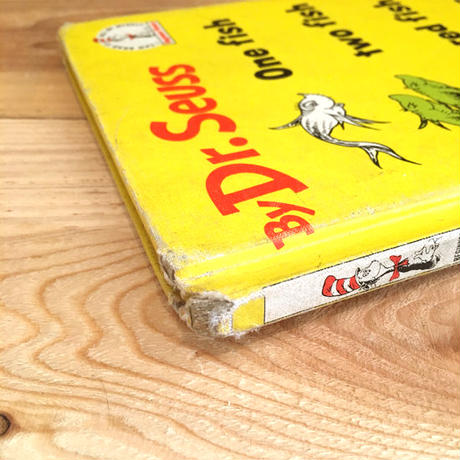 One fish
two fish
red fish
By Dr. Seuss